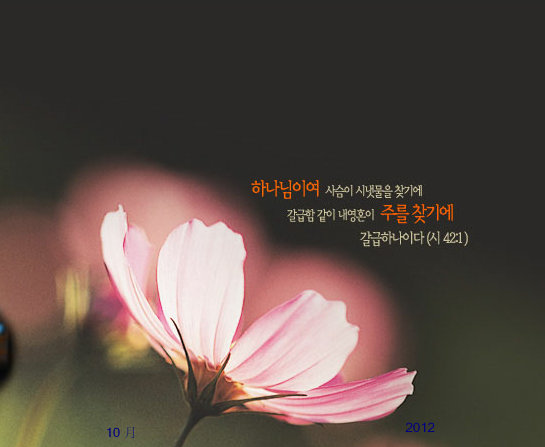 하나님이여 사슴이 시냇물을 찾기에
갈급함 같이 내영혼이 주를 찾기에
갈급하나이다 (시 42:1)
10 月
2012